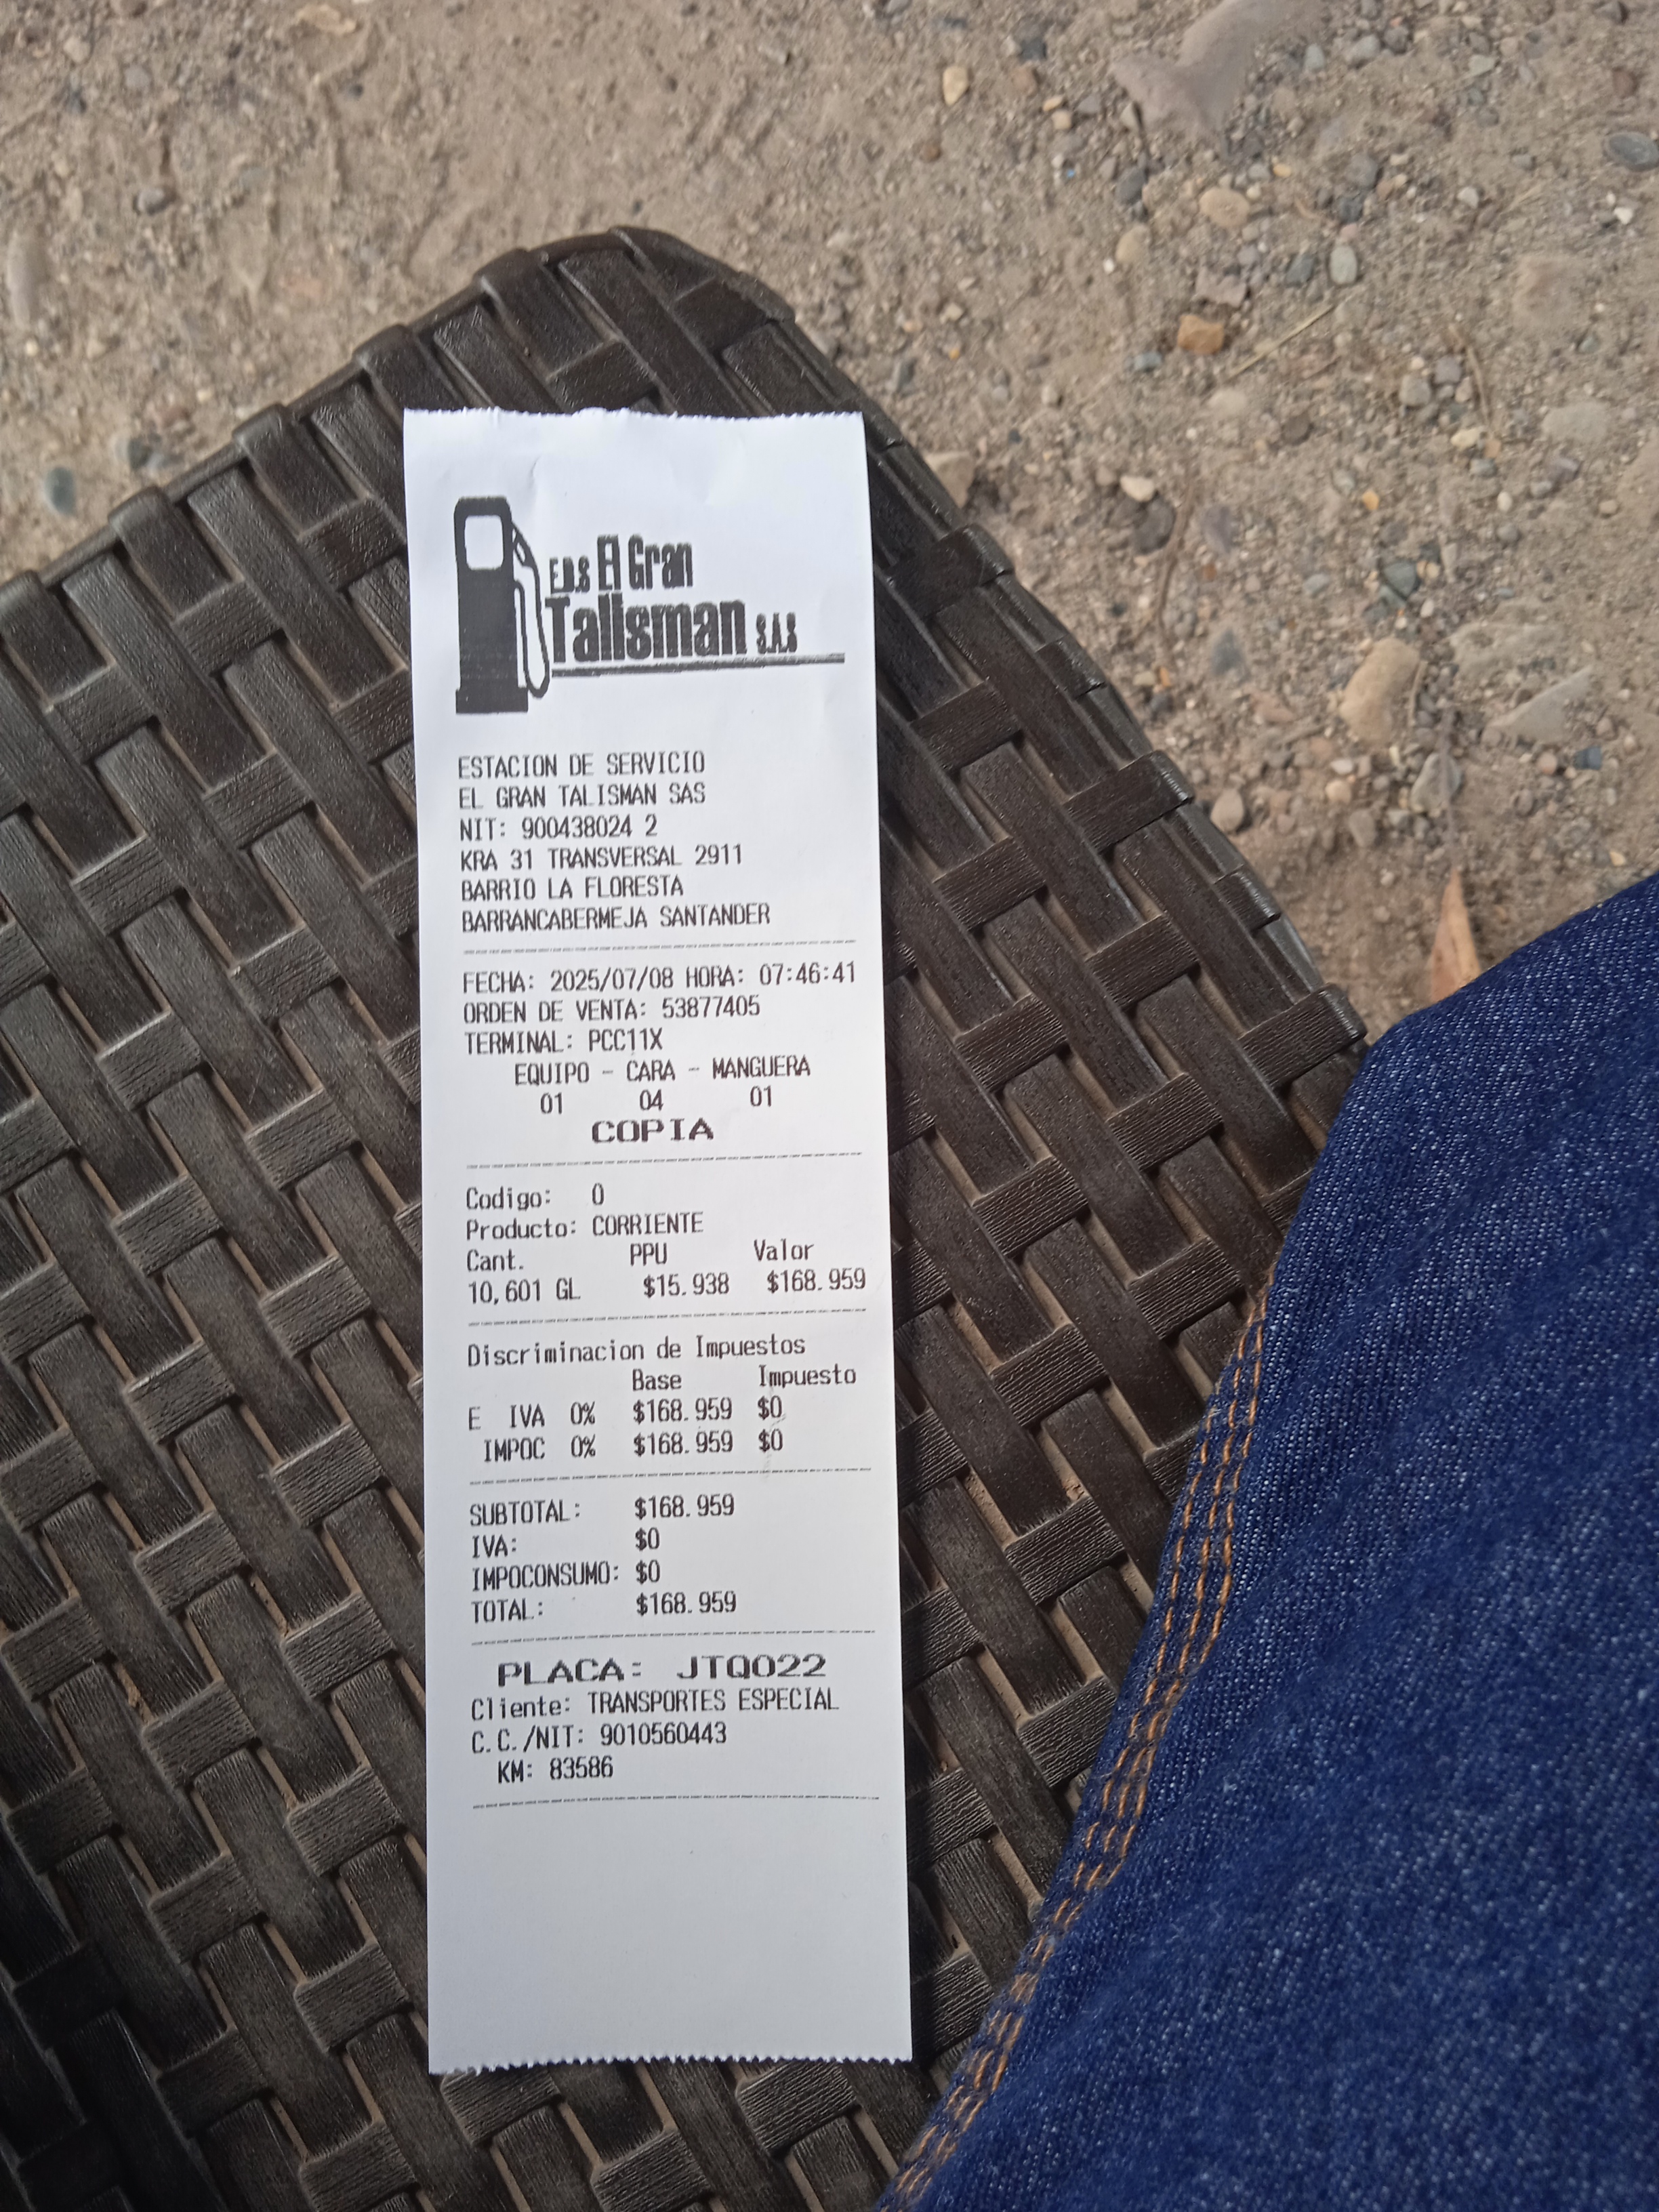 E.D.S El Gran
Talisman S.A.S
ESTACION DE SERVICIO
EL GRAN TALISMAN SAS
NIT: 900438024 2
KRA 31 TRANSVERSAL 2911
BARRIO LA FLORESTA
BARRANCABERMEJA SANTANDER
FECHA: 2025/07/08 HORA: 07:46:41
ORDEN DE VENTA: 53877405
TERMINAL: PCC11X
EQUIPO - CARA - MANGUERA
01 04 01
COPIA
Codigo: 0
Producto: CORRIENTE
Cant. PPU Valor
10,601 GL $15.938 $168.959
Discriminacion de Impuestos
Base Impuesto
E IVA 0% $168.959 $0
IMPOC 0% $168.959 $0
SUBTOTAL: $168.959
IVA: $0
IMPOCONSUMO: $0
TOTAL: $168.959
PLACA: JTQ022
Cliente: TRANSPORTES ESPECIAL
C.C./NIT: 9010560443
KM: 83586